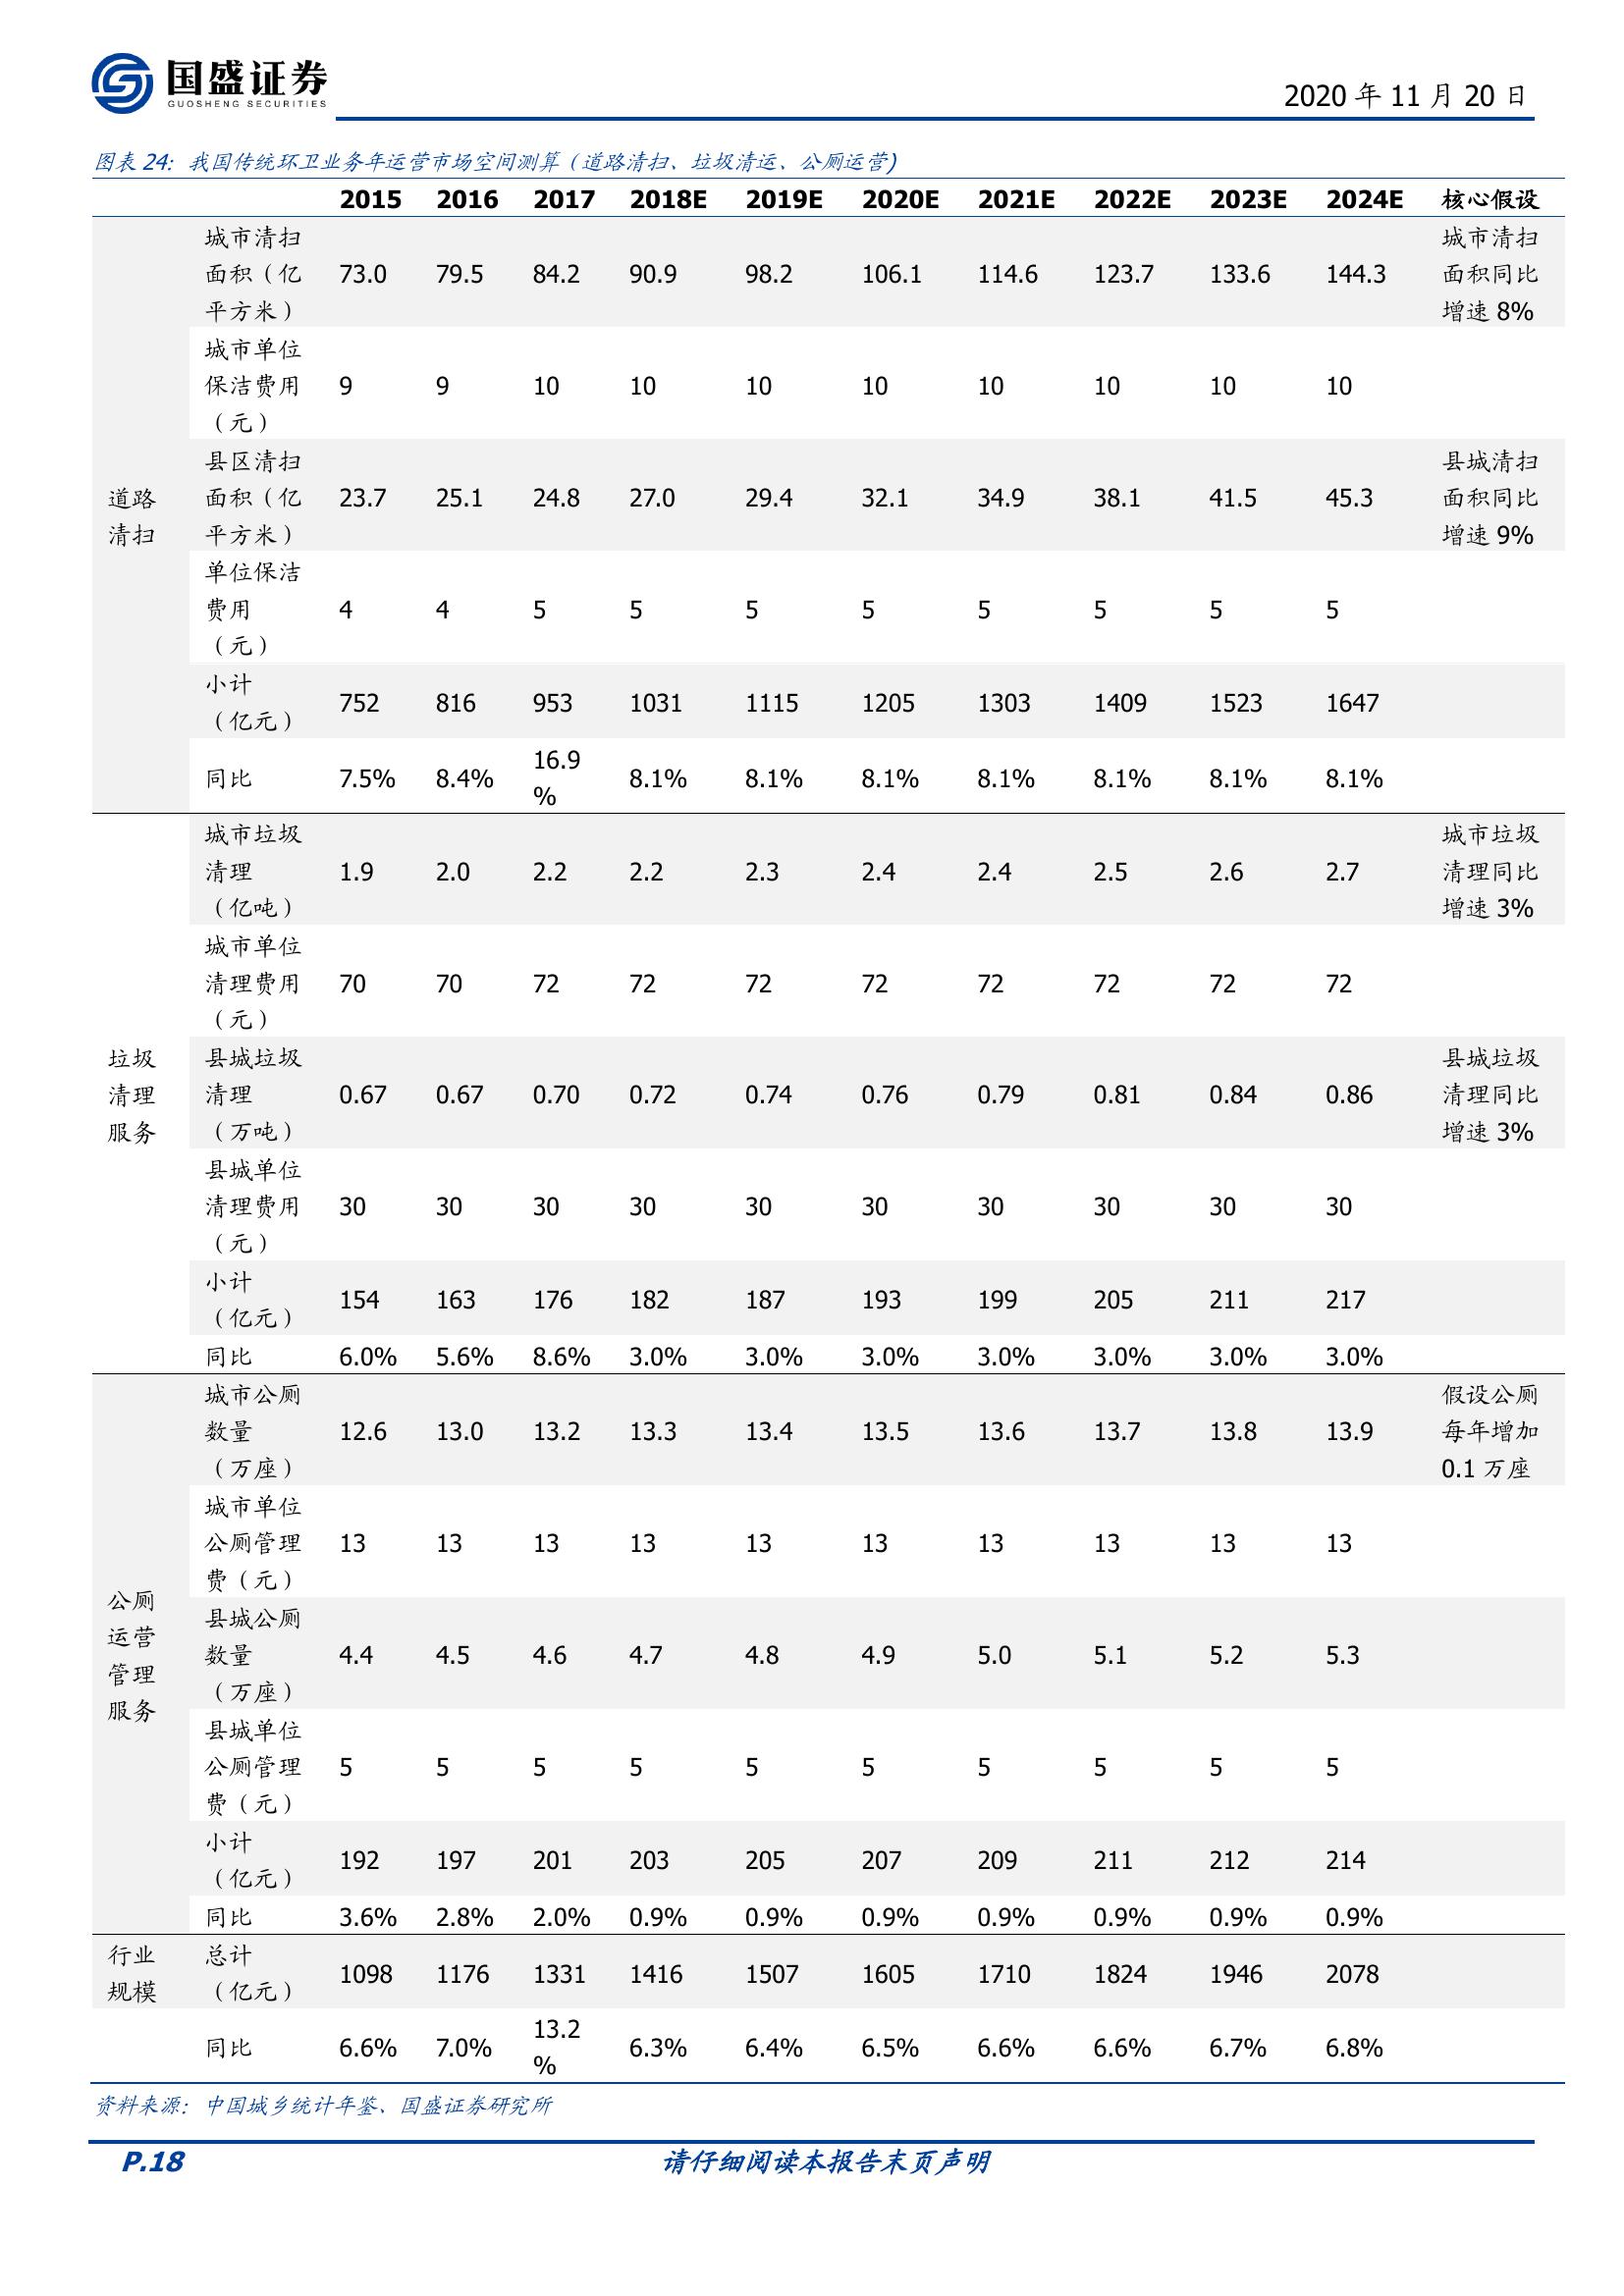 国盛证券
GUOSHENG SECURITIES
2020 年 11 月 20 日
图表 24：我国传统环卫业务年运营市场空间测算（道路清扫、垃圾清运、公厕运营）
2015 2016 2017 2018E 2019E 2020E 2021E 2022E 2023E 2024E 核心假设
道路
清扫
城市清扫
面积（亿
平方米）
73.0 79.5 84.2 90.9 98.2 106.1 114.6 123.7 133.6 144.3
城市清扫
面积同比
增速 8%
城市单位
保洁费用
（元）
9 9 10 10 10 10 10 10 10 10
县区清扫
面积（亿
平方米）
23.7 25.1 24.8 27.0 29.4 32.1 34.9 38.1 41.5 45.3
县城清扫
面积同比
增速 9%
单位保洁
费用
（元）
4 4 5 5 5 5 5 5 5 5
小计
（亿元）
752 816 953 1031 1115 1205 1303 1409 1523 1647
同比 7.5% 8.4% 16.9
% 8.1% 8.1% 8.1% 8.1% 8.1% 8.1% 8.1%
垃圾
清理
服务
城市垃圾
清理
（亿吨）
1.9 2.0 2.2 2.2 2.3 2.4 2.4 2.5 2.6 2.7
城市垃圾
清理同比
增速 3%
城市单位
清理费用
（元）
70 70 72 72 72 72 72 72 72 72
县城垃圾
清理
（万吨）
0.67 0.67 0.70 0.72 0.74 0.76 0.79 0.81 0.84 0.86
县城垃圾
清理同比
增速 3%
县城单位
清理费用
（元）
30 30 30 30 30 30 30 30 30 30
小计
（亿元）
154 163 176 182 187 193 199 205 211 217
同比 6.0% 5.6% 8.6% 3.0% 3.0% 3.0% 3.0% 3.0% 3.0% 3.0%
公厕
运营
管理
服务
城市公厕
数量
（万座）
12.6 13.0 13.2 13.3 13.4 13.5 13.6 13.7 13.8 13.9
假设公厕
每年增加
0.1 万座
城市单位
公厕管理
费（元）
13 13 13 13 13 13 13 13 13 13
县城公厕
数量
（万座）
4.4 4.5 4.6 4.7 4.8 4.9 5.0 5.1 5.2 5.3
县城单位
公厕管理
费（元）
5 5 5 5 5 5 5 5 5 5
小计
（亿元）
192 197 201 203 205 207 209 211 212 214
同比 3.6% 2.8% 2.0% 0.9% 0.9% 0.9% 0.9% 0.9% 0.9% 0.9%
行业
规模
总计
（亿元）
1098 1176 1331 1416 1507 1605 1710 1824 1946 2078
同比 6.6% 7.0% 13.2
% 6.3% 6.4% 6.5% 6.6% 6.6% 6.7% 6.8%
资料来源：中国城乡统计年鉴、国盛证券研究所
P.18 请仔细阅读本报告末页声明